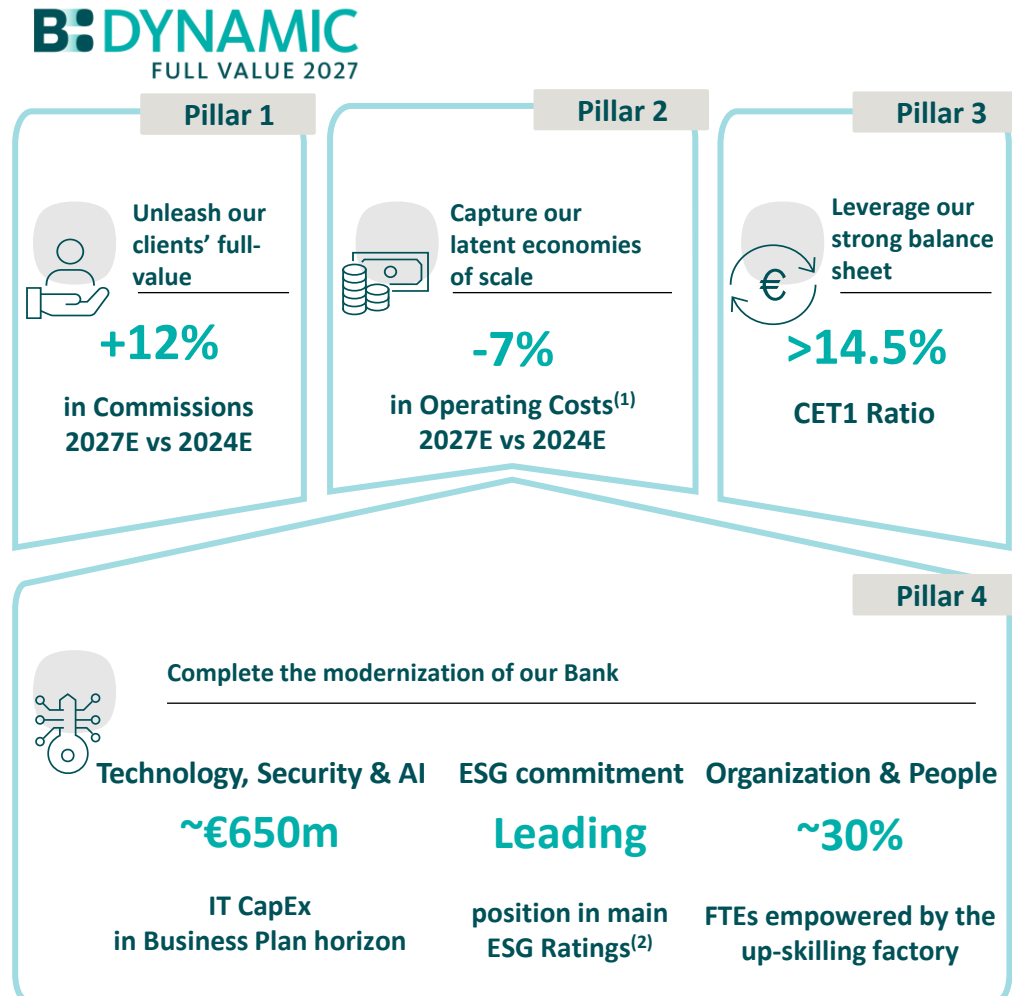 B: DYNAMIC
FULL VALUE 2027
Pillar 1
Unleash our
clients' full-
value
+12%
in Commissions
2027E vs 2024E
Pillar 2
Capture our
latent economies
of scale
-7%
in Operating Costs(1)
2027E vs 2024E
Pillar 3
Leverage our
strong balance
sheet
€
>14.5%
CET1 Ratio
Pillar 4
Complete the modernization of our Bank
Technology, Security & AI
~€650m
IT CapEx
in Business Plan horizon
ESG commitment
Leading
position in main
ESG Ratings(2)
Organization & People
~30%
FTEs empowered by the
up-skilling factory